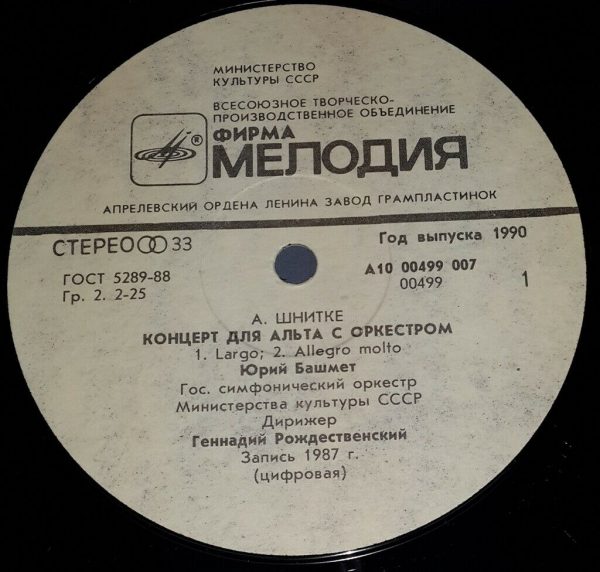 МИНИСТЕРСТВО
КУЛЬТУРЫ СССР
ВСЕСОЮЗНОЕ ТВОРЧЕСКО-
ПРОИЗВОДСТВЕННОЕ ОБЪЕДИНЕНИЕ
® ФИРМА
МЕЛОДИЯ
АПРЕЛЕВСКИЙ ОРДЕНА ЛЕНИНА ЗАВОД ГРАМПЛАСТИНОК
СТЕРЕО 33
Год выпуска 1990
ГОСТ 5289-88
А10 00499 007
Гр. 2. 2-25
00499
1
А. ШНИТКЕ
КОНЦЕРТ ДЛЯ АЛЬТА С ОРКЕСТРОМ
1. Largo; 2. Allegro molto
Юрий Башмет
Гос. симфонический оркестр
Министерства культуры СССР
Дирижер
Геннадий Рождественский
Запись 1987 г.
(цифровая)